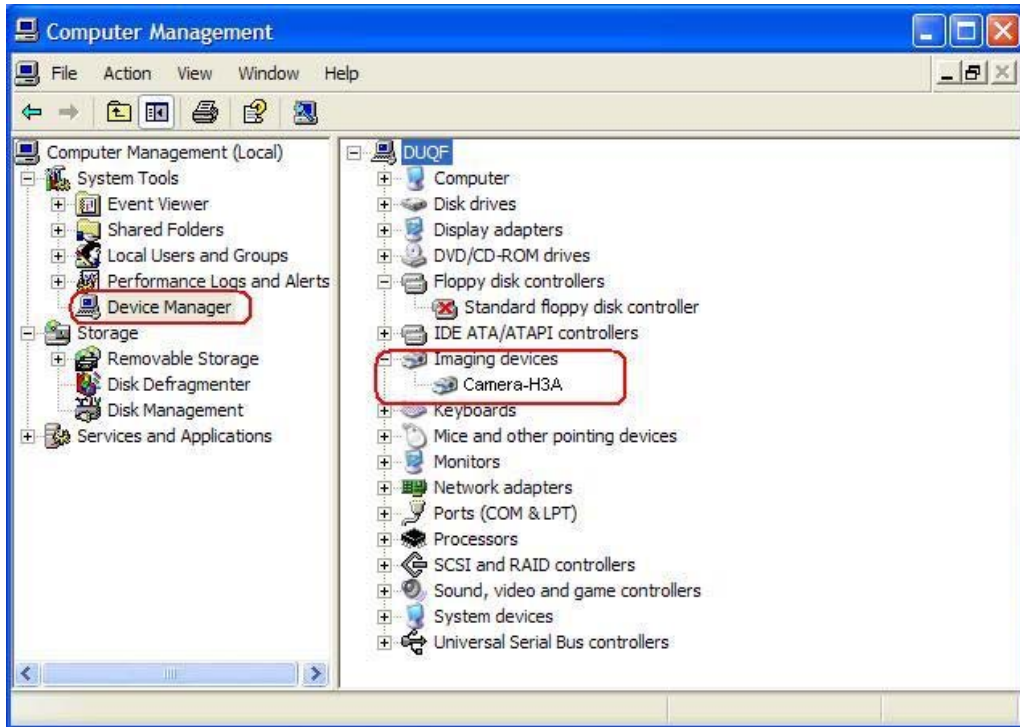 Computer Management
File Action View Window Help
Computer Management (Local)
System Tools
Event Viewer
Shared Folders
Local Users and Groups
Performance Logs and Alerts
Device Manager
Storage
Removable Storage
Disk Defragmenter
Disk Management
Services and Applications
DUQF
Computer
Disk drives
Display adapters
DVD/CD-ROM drives
Floppy disk controllers
Standard floppy disk controller
IDE ATA/ATAPI controllers
Imaging devices
Camera-H3A
Keyboards
Mice and other pointing devices
Monitors
Network adapters
Ports (COM & LPT)
Processors
SCSI and RAID controllers
Sound, video and game controllers
System devices
Universal Serial Bus controllers